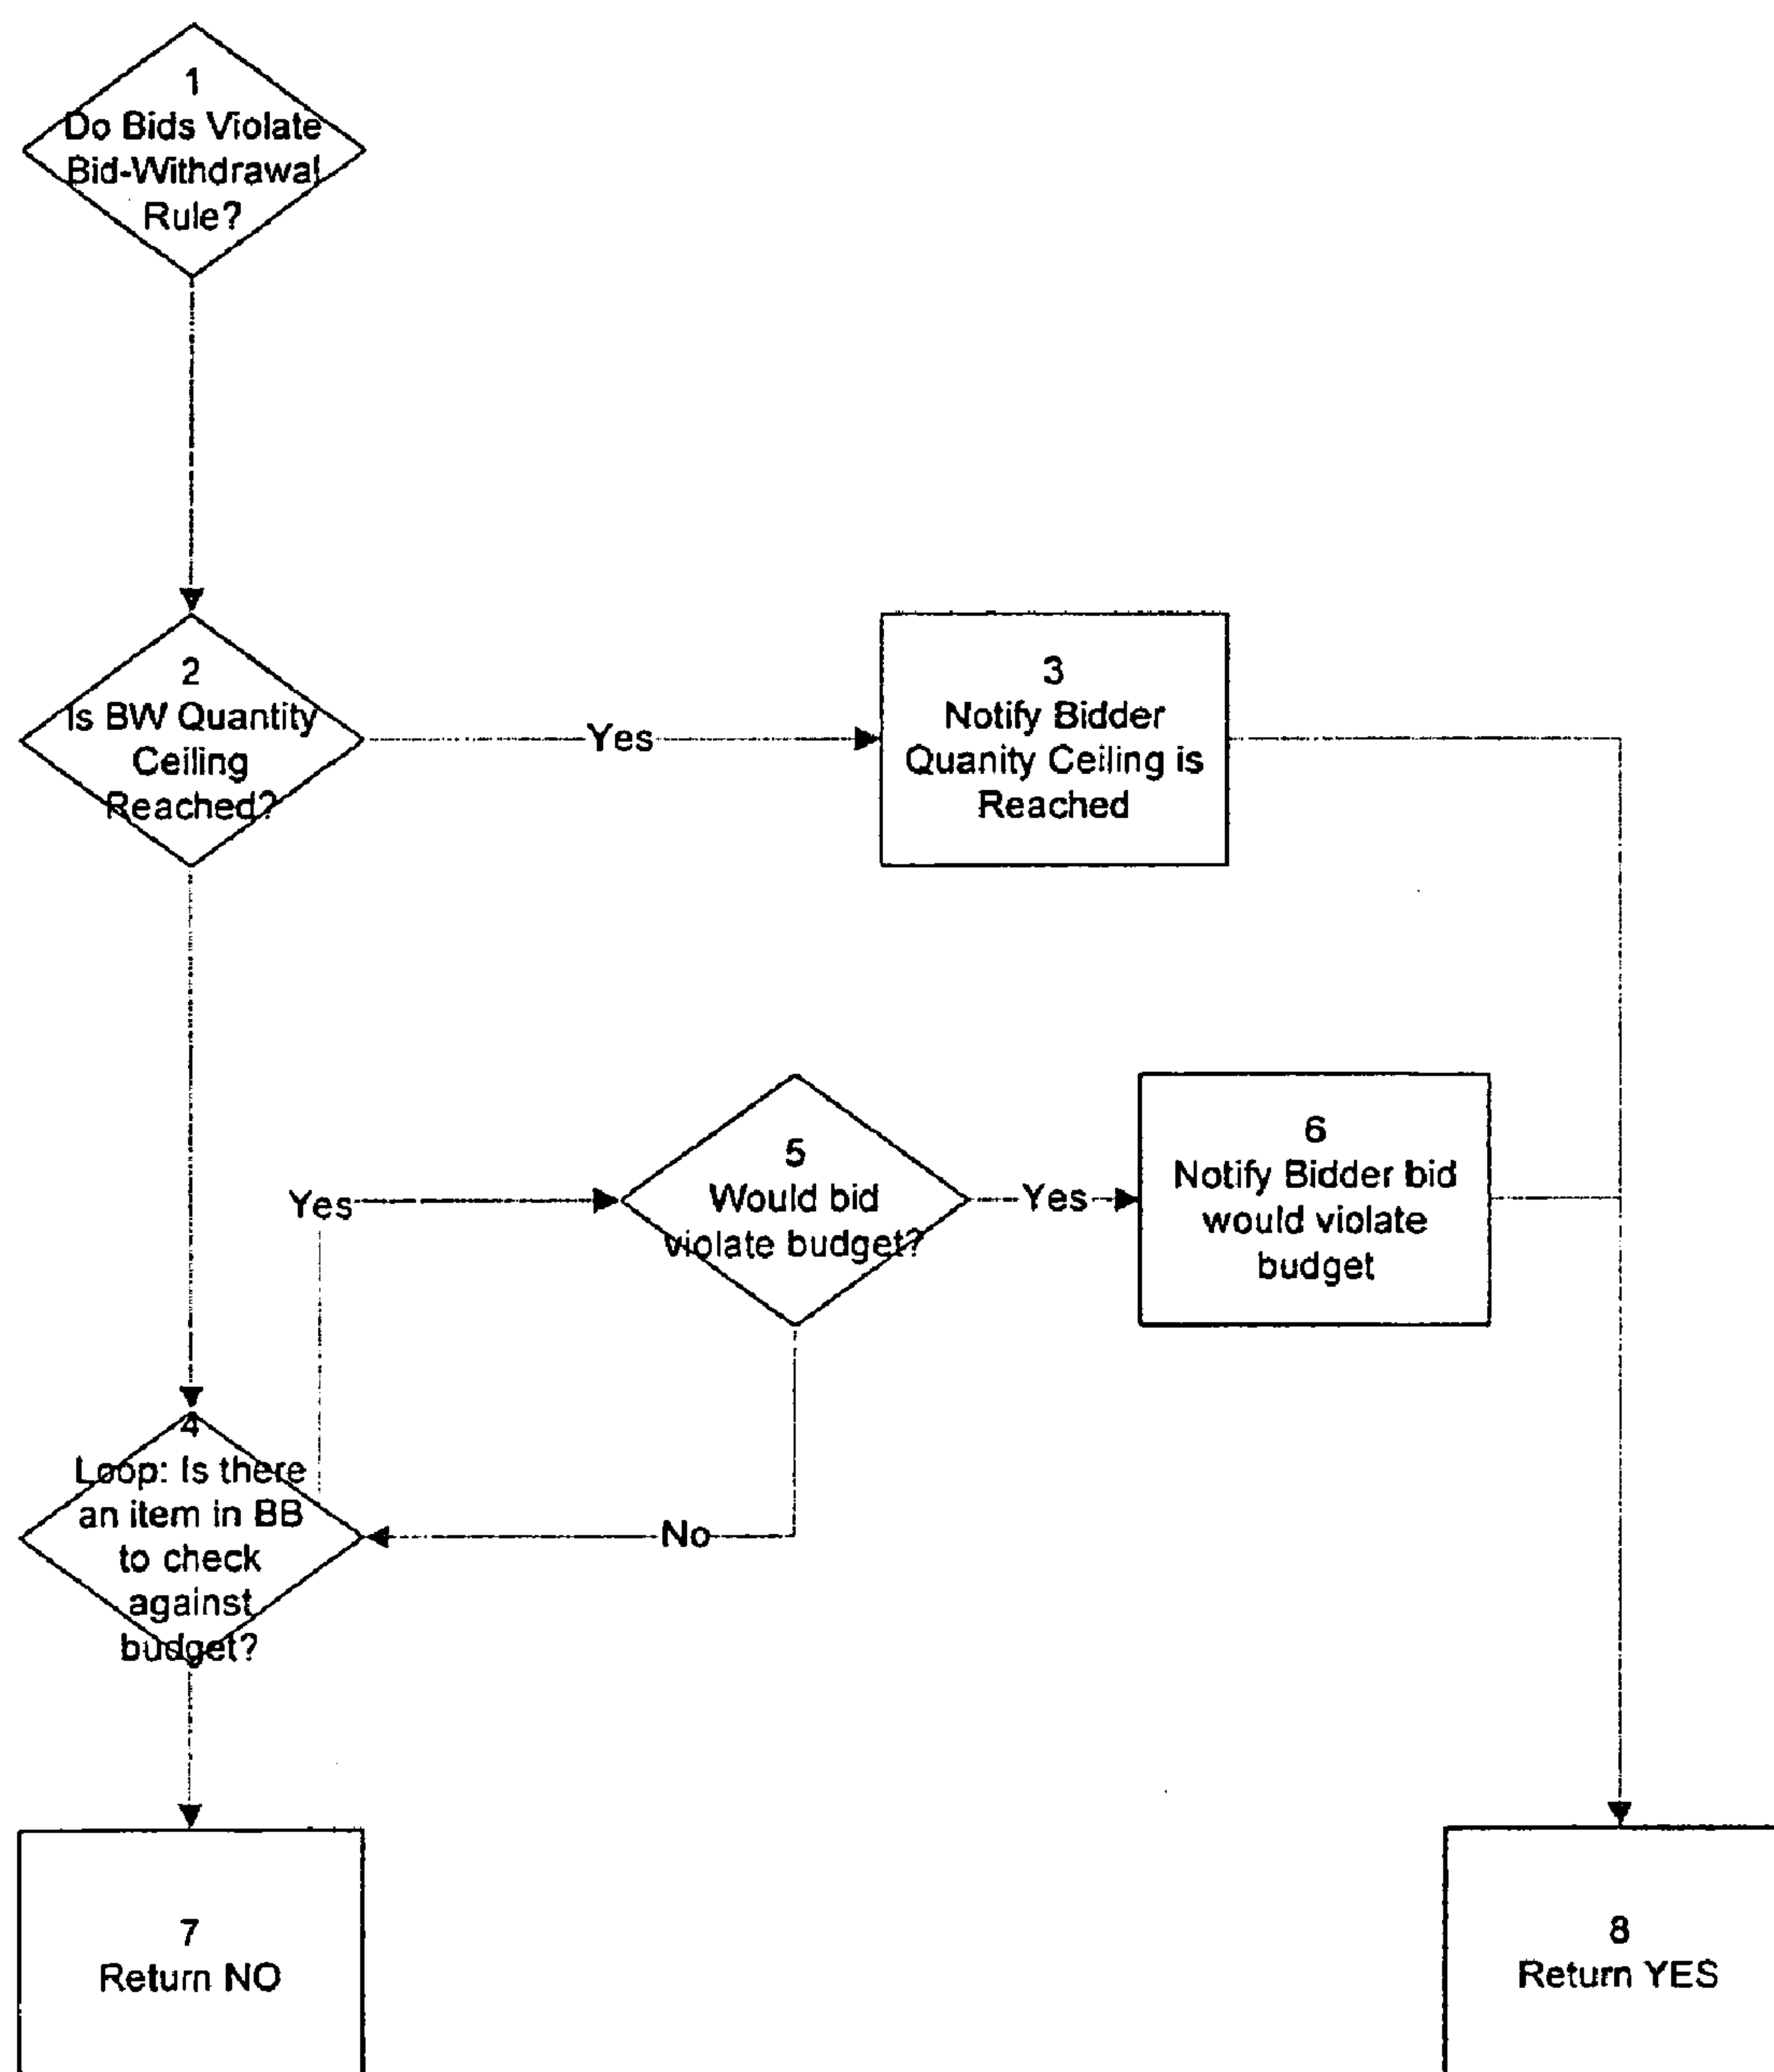 1
Do Bids Violate
Bid-Withdrawal
Rule?
2
Is BW Quantity
Ceiling
Reached?
Yes
3
Notify Bidder
Quanity Ceiling is
Reached
Yes
5
Would bid
violate budget?
Yes
6
Notify Bidder bid
would violate
budget
4
Loop: Is there
an item in BB
to check
against
budget?
No
7
Return NO
8
Return YES